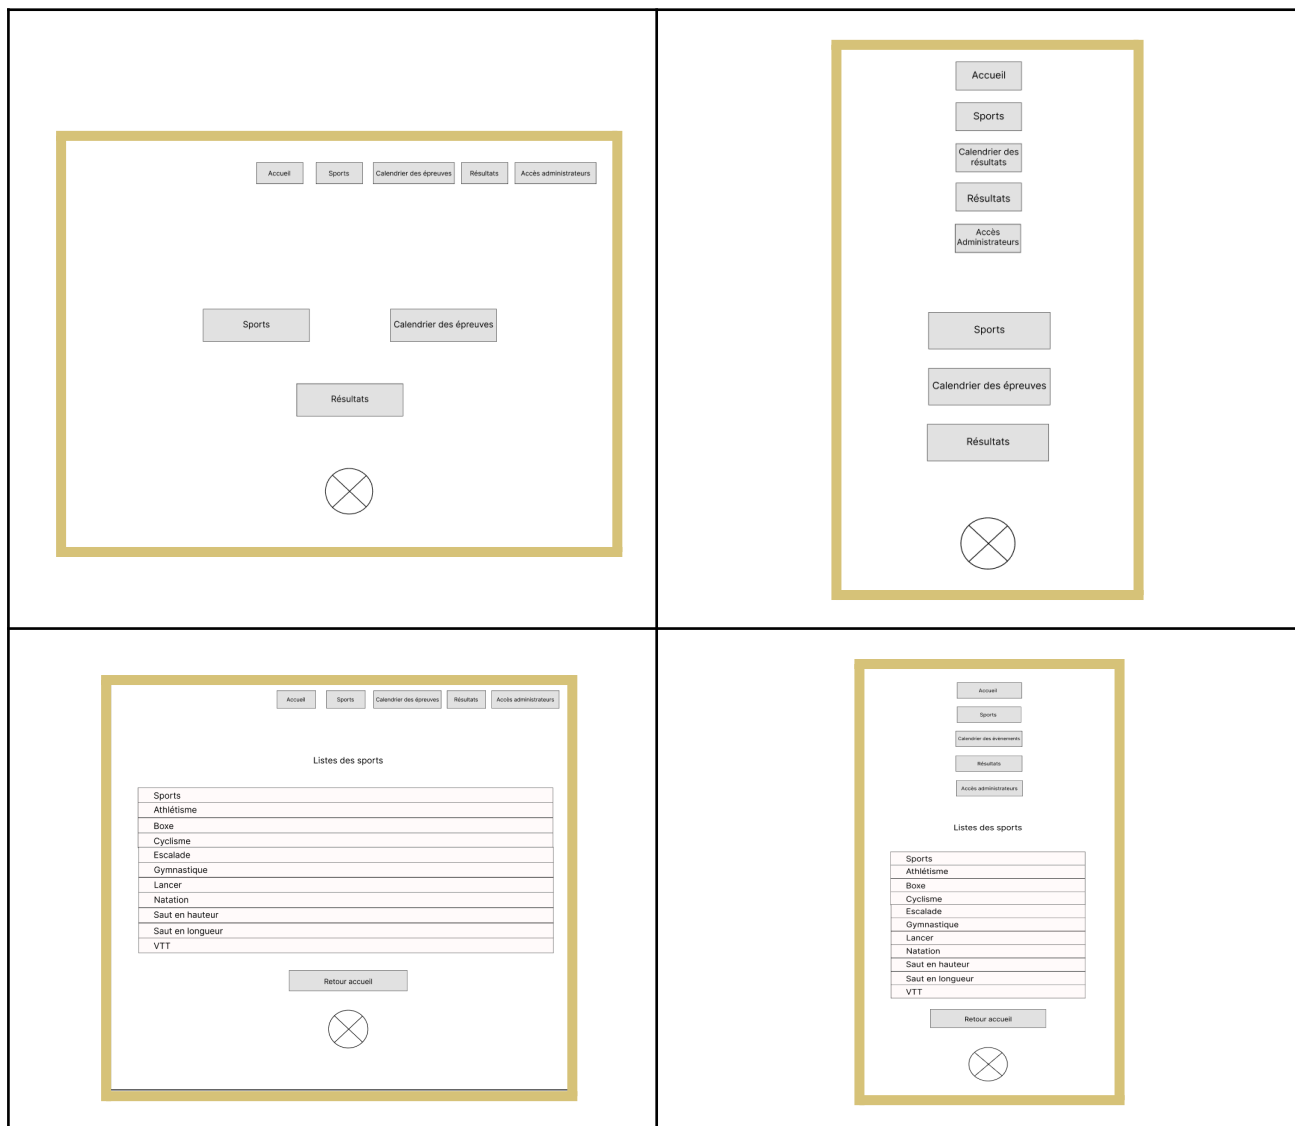 Accueil
Sports
Calendrier des épreuves
Résultats
Accès administrateurs
Sports
Calendrier des épreuves
Résultats
Accueil
Sports
Calendrier des
résultats
Résultats
Accès
Administrateurs
Sports
Calendrier des épreuves
Résultats
Accueil
Sports
Calendrier des épreuves
Résultats
Accès administrateurs
Listes des sports
Sports
Athlétisme
Boxe
Cyclisme
Escalade
Gymnastique
Lancer
Natation
Saut en hauteur
Saut en longueur
VTT
Retour accueil
Accueil
Sports
Calendrier des évènements
Résultats
Accès administrateurs
Listes des sports
Sports
Athlétisme
Boxe
Cyclisme
Escalade
Gymnastique
Lancer
Natation
Saut en hauteur
Saut en longueur
VTT
Retour accueil